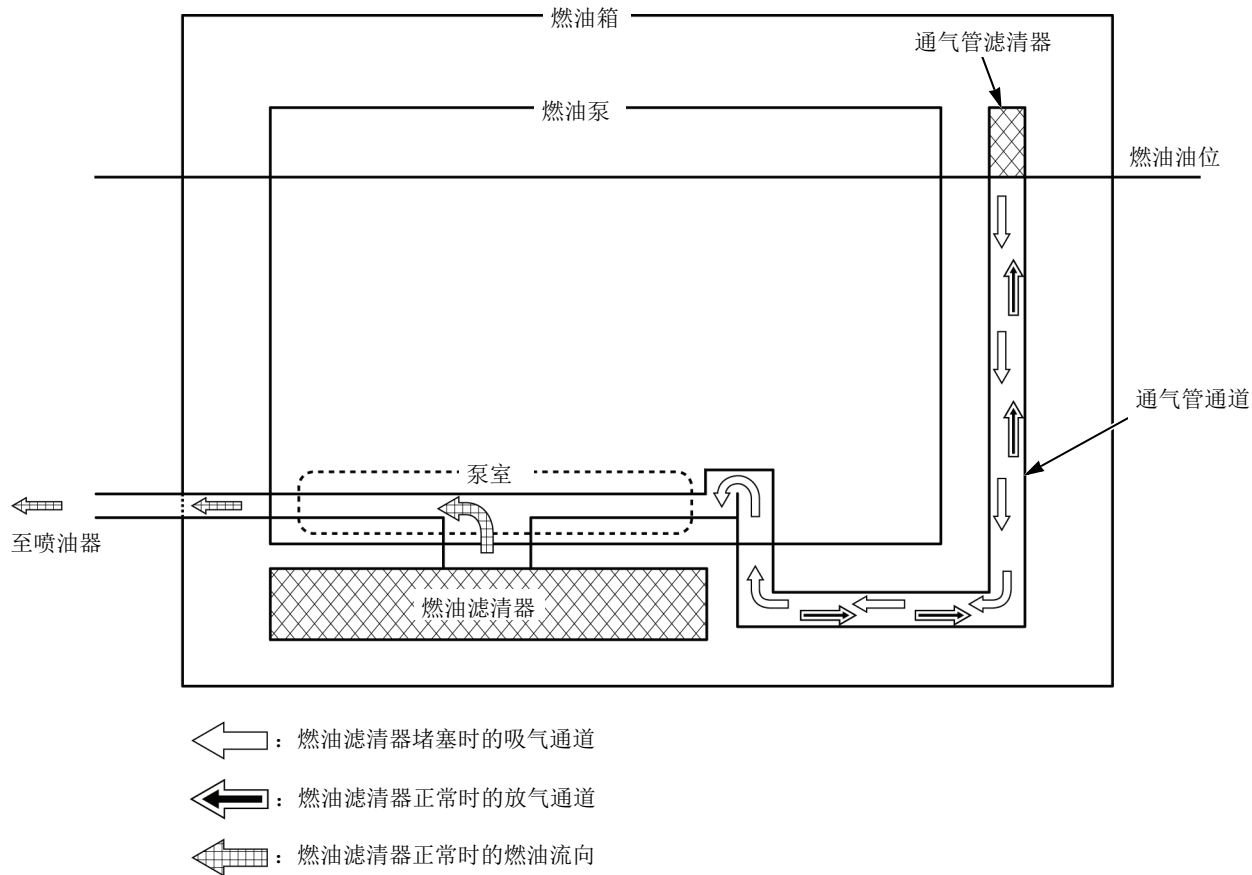 燃油箱
通气管滤清器
燃油泵
燃油油位
通气管通道
泵室
至喷油器
燃油滤清器
：燃油滤清器堵塞时的吸气通道
：燃油滤清器正常时的放气通道
：燃油滤清器正常时的燃油流向